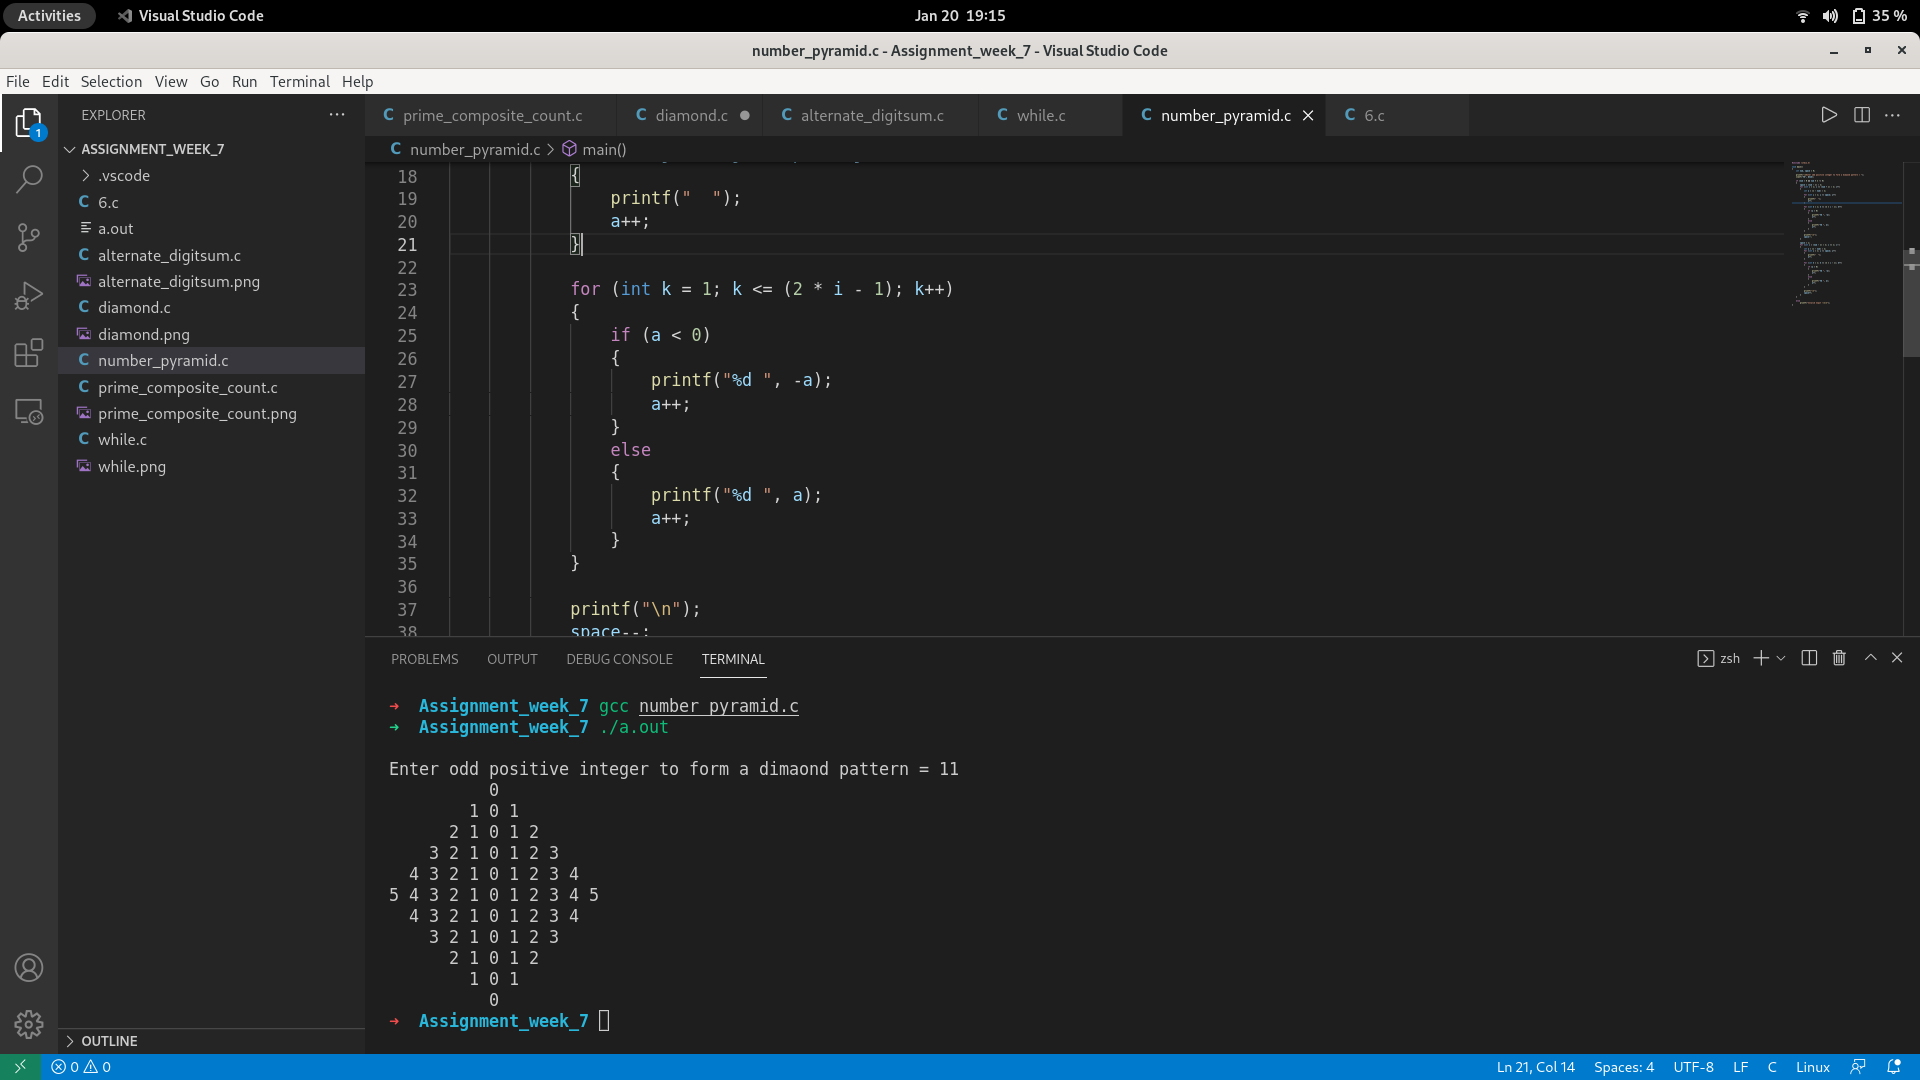 Activities Visual Studio Code Jan 20 19:15 35 %
number_pyramid.c - Assignment_week_7 - Visual Studio Code
File Edit Selection View Go Run Terminal Help
EXPLORER
1
ASSIGNMENT_WEEK_7
.vscode
C 6.c
a.out
C alternate_digitsum.c
alternate_digitsum.png
C diamond.c
diamond.png
C number_pyramid.c
C prime_composite_count.c
prime_composite_count.png
C while.c
while.png
OUTLINE
C prime_composite_count.c C diamond.c C alternate_digitsum.c C while.c C number_pyramid.c C 6.c
C number_pyramid.c > main()
18 {
19 printf("  ");
20 a++;
21 }
22
23 for (int k = 1; k <= (2 * i - 1); k++)
24 {
25 if (a < 0)
26 {
27 printf("%d ", -a);
28 a++;
29 }
30 else
31 {
32 printf("%d ", a);
33 a++;
34 }
35 }
36
37 printf("\n");
38 space--;
PROBLEMS OUTPUT DEBUG CONSOLE TERMINAL zsh
→ Assignment_week_7 gcc number_pyramid.c
→ Assignment_week_7 ./a.out
Enter odd positive integer to form a dimaond pattern = 11
0
1 0 1
2 1 0 1 2
3 2 1 0 1 2 3
4 3 2 1 0 1 2 3 4
5 4 3 2 1 0 1 2 3 4 5
4 3 2 1 0 1 2 3 4
3 2 1 0 1 2 3
2 1 0 1 2
1 0 1
0
→ Assignment_week_7
0 0 Ln 21, Col 14 Spaces: 4 UTF-8 LF C Linux